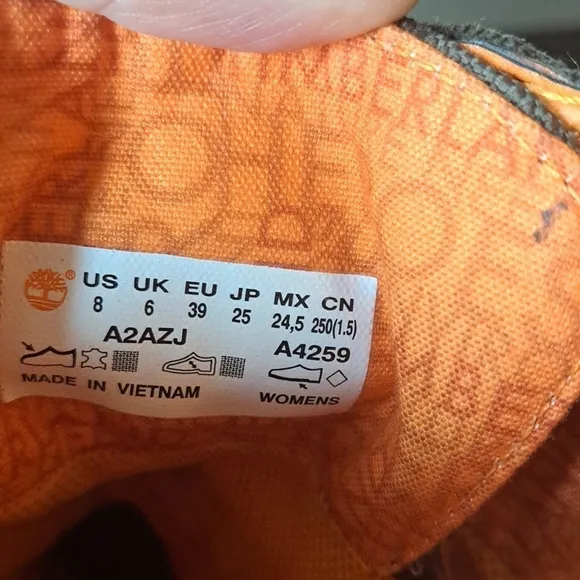 TIMBERLAN
®
US UK EU JP MX CN
8 6 39 25 24,5 250(1.5)
A2AZJ A4259
MADE IN VIETNAM WOMENS